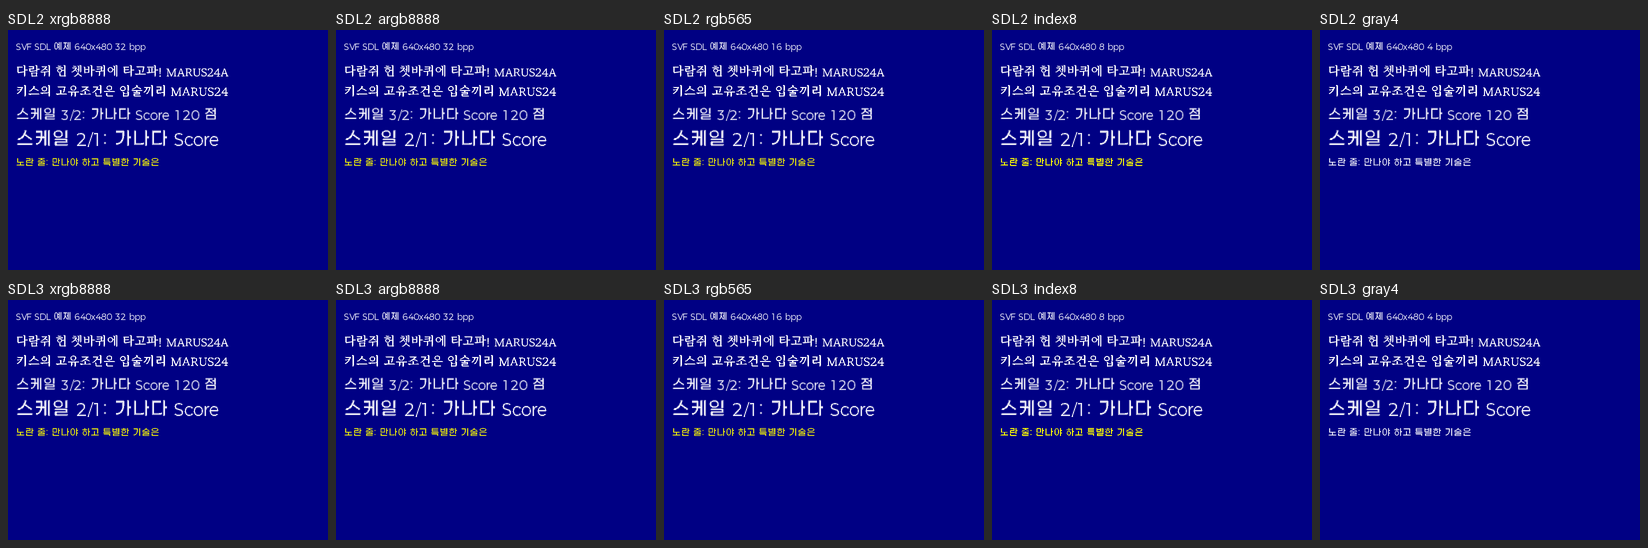 SDL2 xrgb8888
SVF SDL 예제 640x480 32 bpp
다람쥐 헌 쳇바퀴에 타고파! MARUS24A
키스의 고유조건은 입술끼리 MARUS24
스케일 3/2: 가나다 Score 120 점
스케일 2/1: 가나다 Score
노란 줄: 만나야 하고 특별한 기술은
SDL2 argb8888
SVF SDL 예제 640x480 32 bpp
다람쥐 헌 쳇바퀴에 타고파! MARUS24A
키스의 고유조건은 입술끼리 MARUS24
스케일 3/2: 가나다 Score 120 점
스케일 2/1: 가나다 Score
노란 줄: 만나야 하고 특별한 기술은
SDL2 rgb565
SVF SDL 예제 640x480 16 bpp
다람쥐 헌 쳇바퀴에 타고파! MARUS24A
키스의 고유조건은 입술끼리 MARUS24
스케일 3/2: 가나다 Score 120 점
스케일 2/1: 가나다 Score
노란 줄: 만나야 하고 특별한 기술은
SDL2 index8
SVF SDL 예제 640x480 8 bpp
다람쥐 헌 쳇바퀴에 타고파! MARUS24A
키스의 고유조건은 입술끼리 MARUS24
스케일 3/2: 가나다 Score 120 점
스케일 2/1: 가나다 Score
노란 줄: 만나야 하고 특별한 기술은
SDL2 gray4
SVF SDL 예제 640x480 4 bpp
다람쥐 헌 쳇바퀴에 타고파! MARUS24A
키스의 고유조건은 입술끼리 MARUS24
스케일 3/2: 가나다 Score 120 점
스케일 2/1: 가나다 Score
노란 줄: 만나야 하고 특별한 기술은
SDL3 xrgb8888
SVF SDL 예제 640x480 32 bpp
다람쥐 헌 쳇바퀴에 타고파! MARUS24A
키스의 고유조건은 입술끼리 MARUS24
스케일 3/2: 가나다 Score 120 점
스케일 2/1: 가나다 Score
노란 줄: 만나야 하고 특별한 기술은
SDL3 argb8888
SVF SDL 예제 640x480 32 bpp
다람쥐 헌 쳇바퀴에 타고파! MARUS24A
키스의 고유조건은 입술끼리 MARUS24
스케일 3/2: 가나다 Score 120 점
스케일 2/1: 가나다 Score
노란 줄: 만나야 하고 특별한 기술은
SDL3 rgb565
SVF SDL 예제 640x480 16 bpp
다람쥐 헌 쳇바퀴에 타고파! MARUS24A
키스의 고유조건은 입술끼리 MARUS24
스케일 3/2: 가나다 Score 120 점
스케일 2/1: 가나다 Score
노란 줄: 만나야 하고 특별한 기술은
SDL3 index8
SVF SDL 예제 640x480 8 bpp
다람쥐 헌 쳇바퀴에 타고파! MARUS24A
키스의 고유조건은 입술끼리 MARUS24
스케일 3/2: 가나다 Score 120 점
스케일 2/1: 가나다 Score
노란 줄: 만나야 하고 특별한 기술은
SDL3 gray4
SVF SDL 예제 640x480 4 bpp
다람쥐 헌 쳇바퀴에 타고파! MARUS24A
키스의 고유조건은 입술끼리 MARUS24
스케일 3/2: 가나다 Score 120 점
스케일 2/1: 가나다 Score
노란 줄: 만나야 하고 특별한 기술은